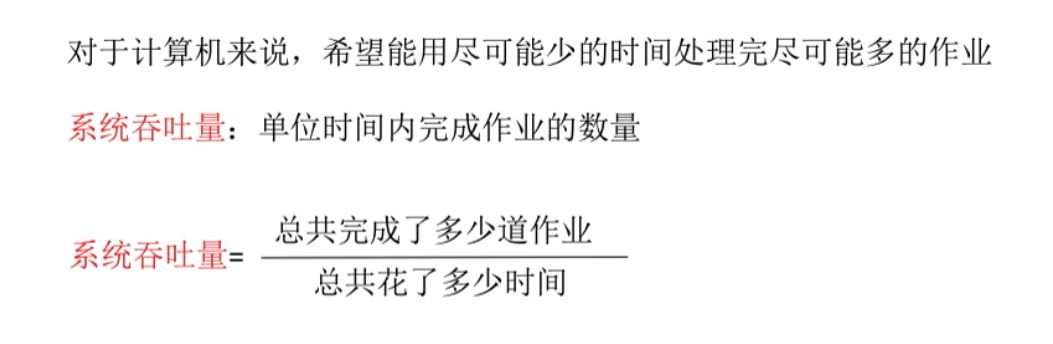 对于计算机来说，希望能用尽可能少的时间处理完尽可能多的作业
系统吞吐量：单位时间内完成作业的数量
系统吞吐量=
总共完成了多少道作业
总共花了多少时间